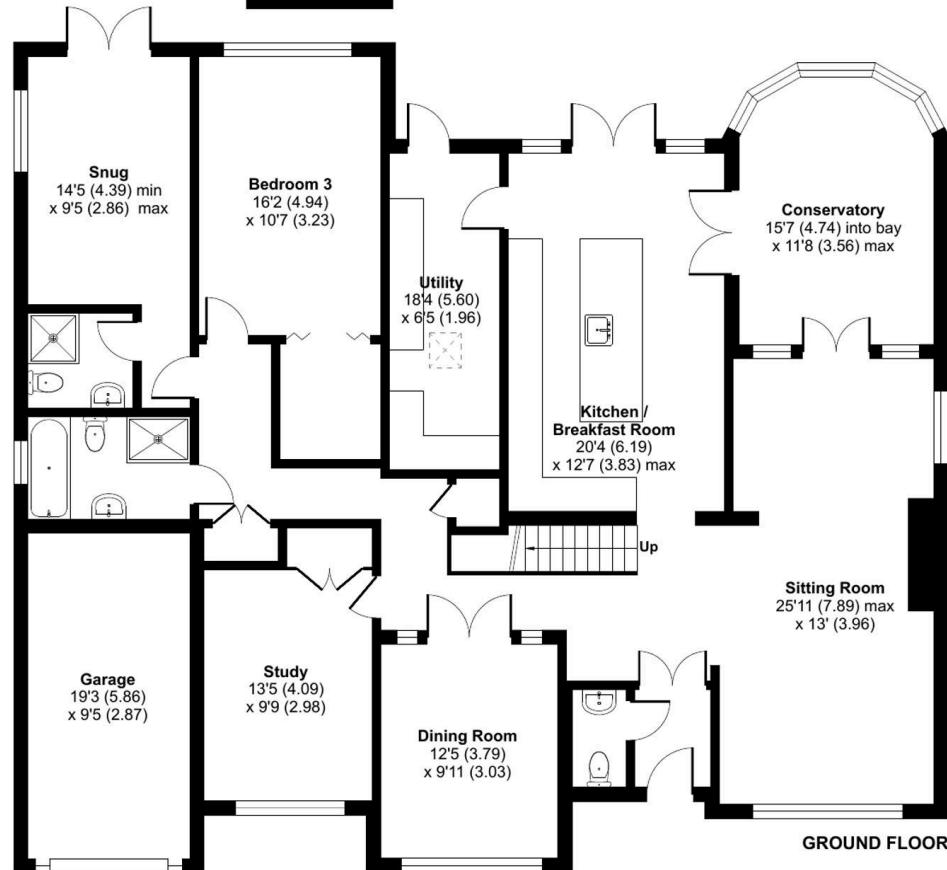 Snug
14'5 (4.39) min
x 9'5 (2.86) max
Bedroom 3
16'2 (4.94)
x 10'7 (3.23)
Utility
18'4 (5.60)
x 6'5 (1.96)
Conservatory
15'7 (4.74) into bay
x 11'8 (3.56) max
Kitchen /
Breakfast Room
20'4 (6.19)
x 12'7 (3.83) max
Up
Sitting Room
25'11 (7.89) max
x 13' (3.96)
Garage
19'3 (5.86)
x 9'5 (2.87)
Study
13'5 (4.09)
x 9'9 (2.98)
Dining Room
12'5 (3.79)
x 9'11 (3.03)
GROUND FLOOR